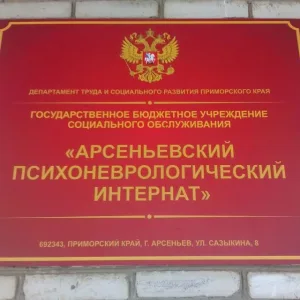 ДЕПАРТАМЕНТ ТРУДА И СОЦИАЛЬНОГО РАЗВИТИЯ ПРИМОРСКОГО КРАЯ
ГОСУДАРСТВЕННОЕ БЮДЖЕТНОЕ УЧРЕЖДЕНИЕ
СОЦИАЛЬНОГО ОБСЛУЖИВАНИЯ
«АРСЕНЬЕВСКИЙ
ПСИХОНЕВРОЛОГИЧЕСКИЙ
ИНТЕРНАТ»
692343, ПРИМОРСКИЙ КРАЙ, Г. АРСЕНЬЕВ, УЛ. САЗЫКИНА, 8